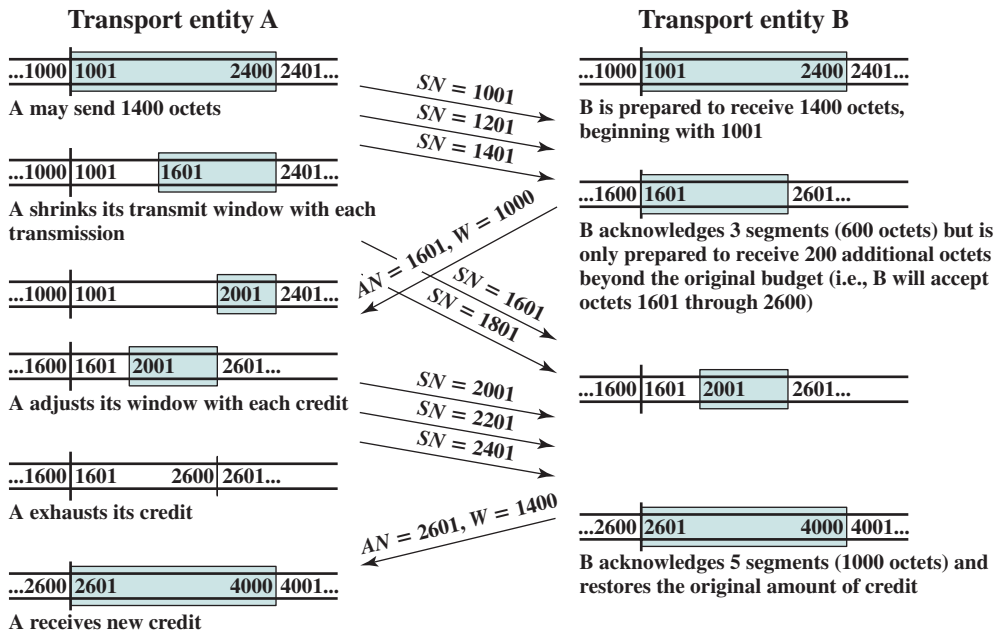 Transport entity A
Transport entity B
...1000 1001 2400 2401...
A may send 1400 octets
SN = 1001
SN = 1201
SN = 1401
...1000 1001 2400 2401...
B is prepared to receive 1400 octets,
beginning with 1001
...1000 1001 1601 2401...
A shrinks its transmit window with each
transmission
...1600 1601 2601...
B acknowledges 3 segments (600 octets) but is
only prepared to receive 200 additional octets
beyond the original budget (i.e., B will accept
octets 1601 through 2600)
AN = 1601, W = 1000
SN = 1601
SN = 1801
...1000 1001 2001 2401...
...1600 1601 2001 2601...
A adjusts its window with each credit
...1600 1601 2001 2601...
SN = 2001
SN = 2201
SN = 2401
...1600 1601 2600 2601...
A exhausts its credit
AN = 2601, W = 1400
...2600 2601 4000 4001...
B acknowledges 5 segments (1000 octets) and
restores the original amount of credit
...2600 2601 4000 4001...
A receives new credit